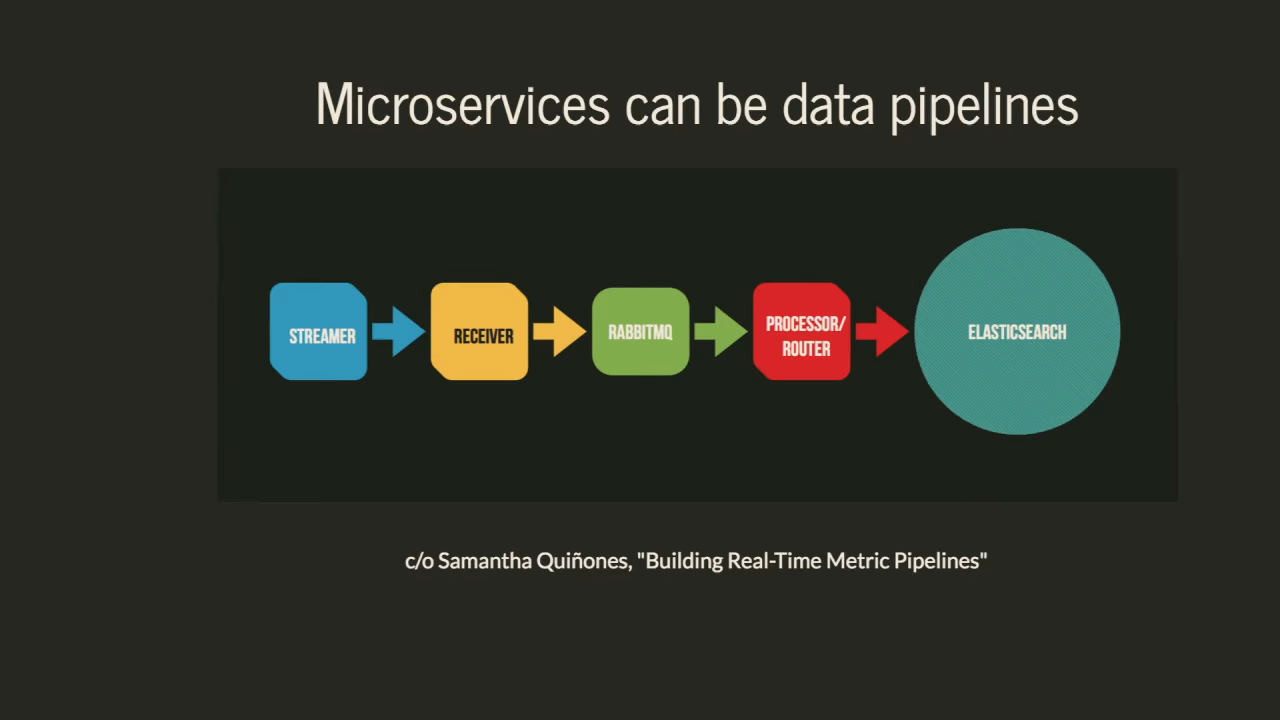 Microservices can be data pipelines
STREAMER
RECEIVER
RABBITMQ
PROCESSOR/
ROUTER
ELASTICSEARCH
c/o Samantha Quiñones, "Building Real-Time Metric Pipelines"